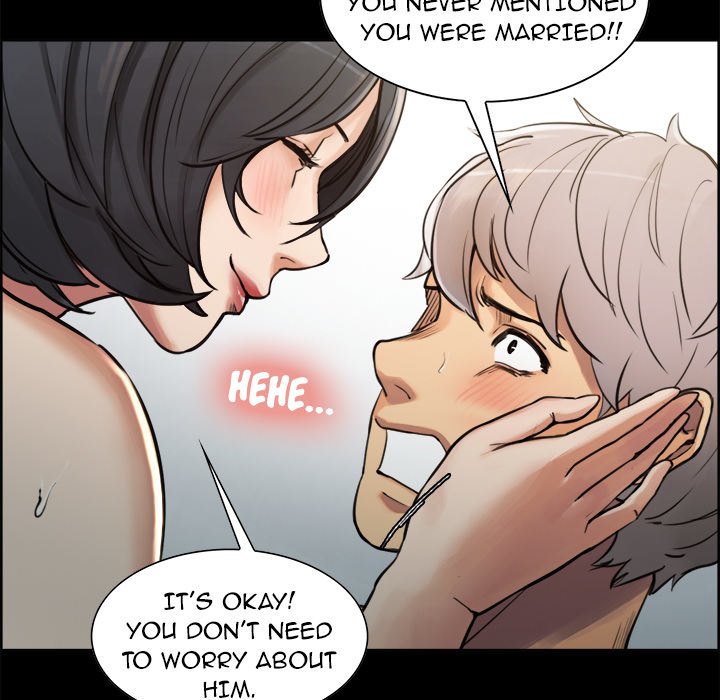 YOU NEVER MENTIONED
YOU WERE MARRIED!!
HEHE...
IT'S OKAY!
YOU DON'T NEED
TO WORRY ABOUT
HIM.